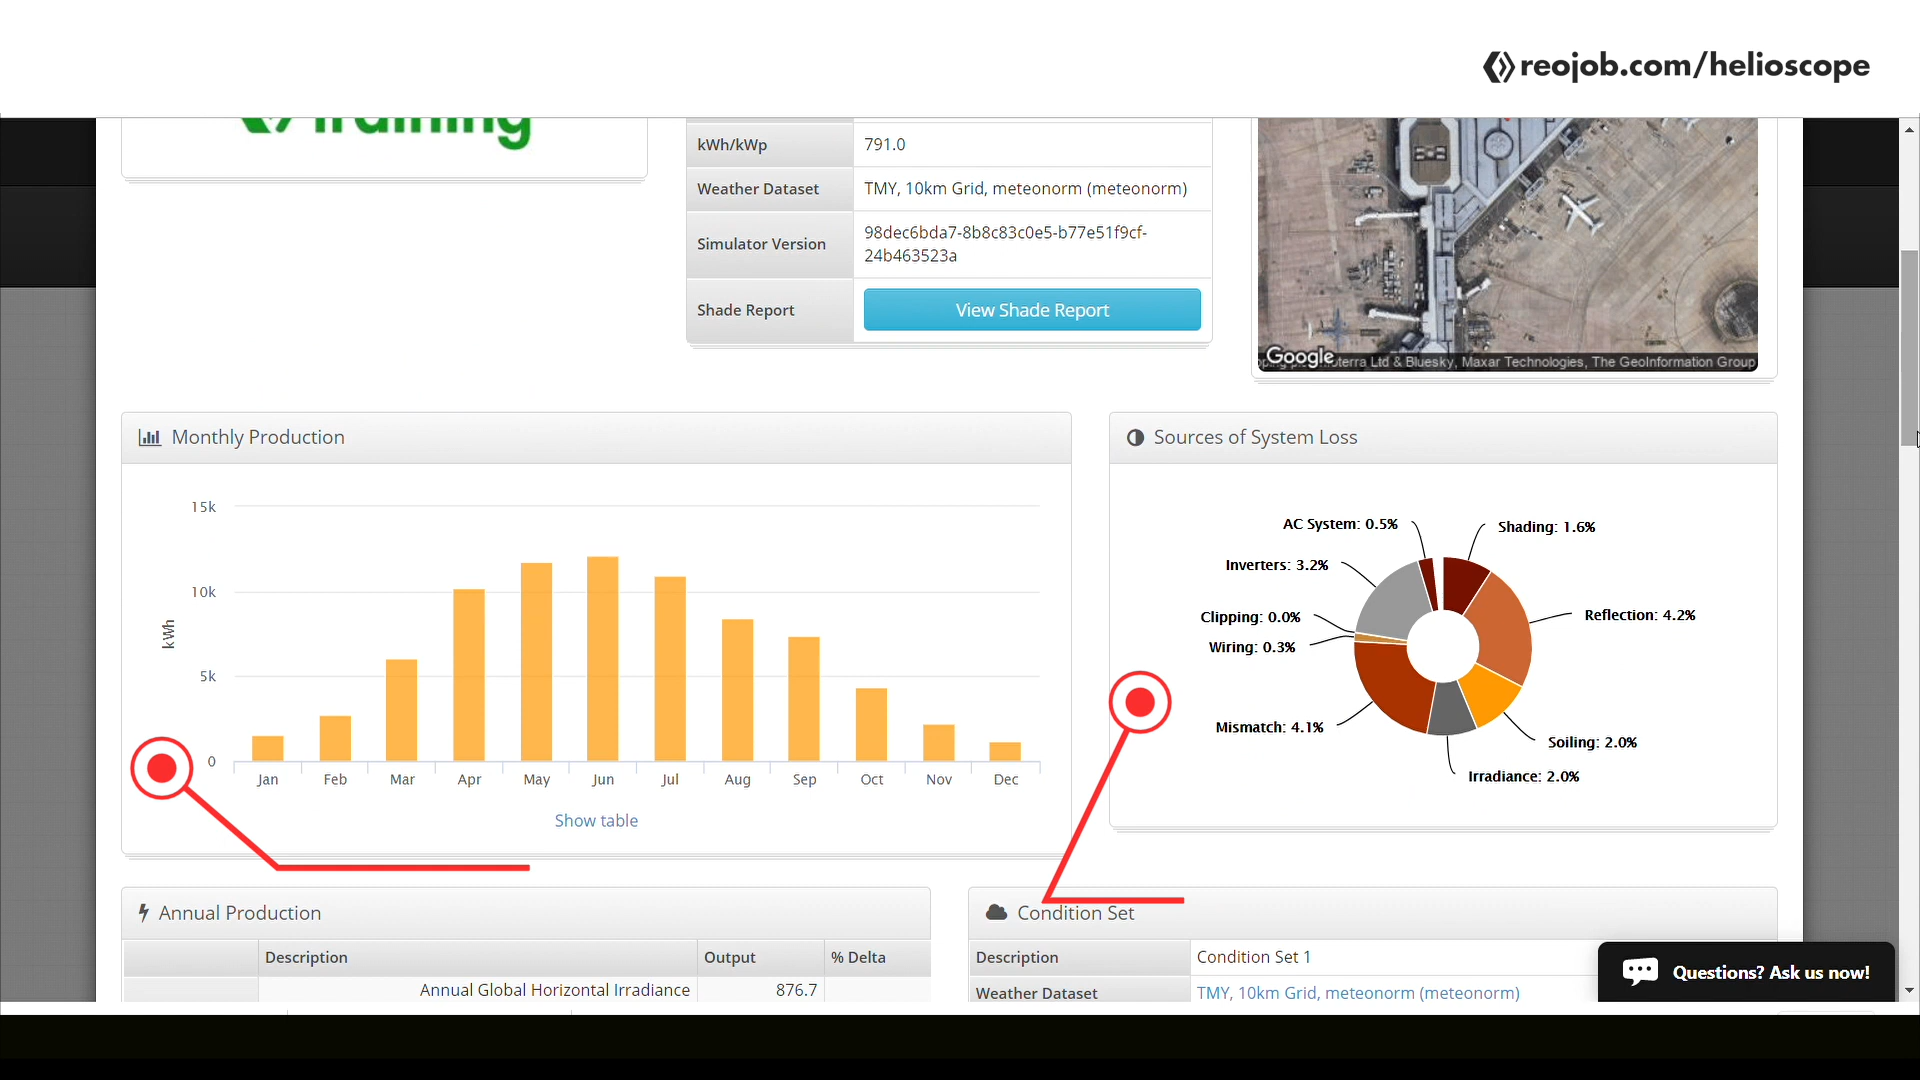 reojob.com/helioscope
Training
kWh/kWp 791.0
Weather Dataset TMY, 10km Grid, meteonorm (meteonorm)
Simulator Version 98dec6bda7-8b8c83c0e5-b77e51f9cf-
24b463523a
Shade Report View Shade Report
Google
terra Ltd & Bluesky, Maxar Technologies, The GeoInformation Group
Monthly Production
15k
10k
5k
0
kWh
Jan Feb Mar Apr May Jun Jul Aug Sep Oct Nov Dec
Show table
Sources of System Loss
AC System: 0.5%
Shading: 1.6%
Inverters: 3.2%
Clipping: 0.0%
Reflection: 4.2%
Wiring: 0.3%
Mismatch: 4.1%
Soiling: 2.0%
Irradiance: 2.0%
Annual Production
Description Output % Delta
Annual Global Horizontal Irradiance 876.7
Condition Set
Description Condition Set 1
Weather Dataset TMY, 10km Grid, meteonorm (meteonorm)
Questions? Ask us now!